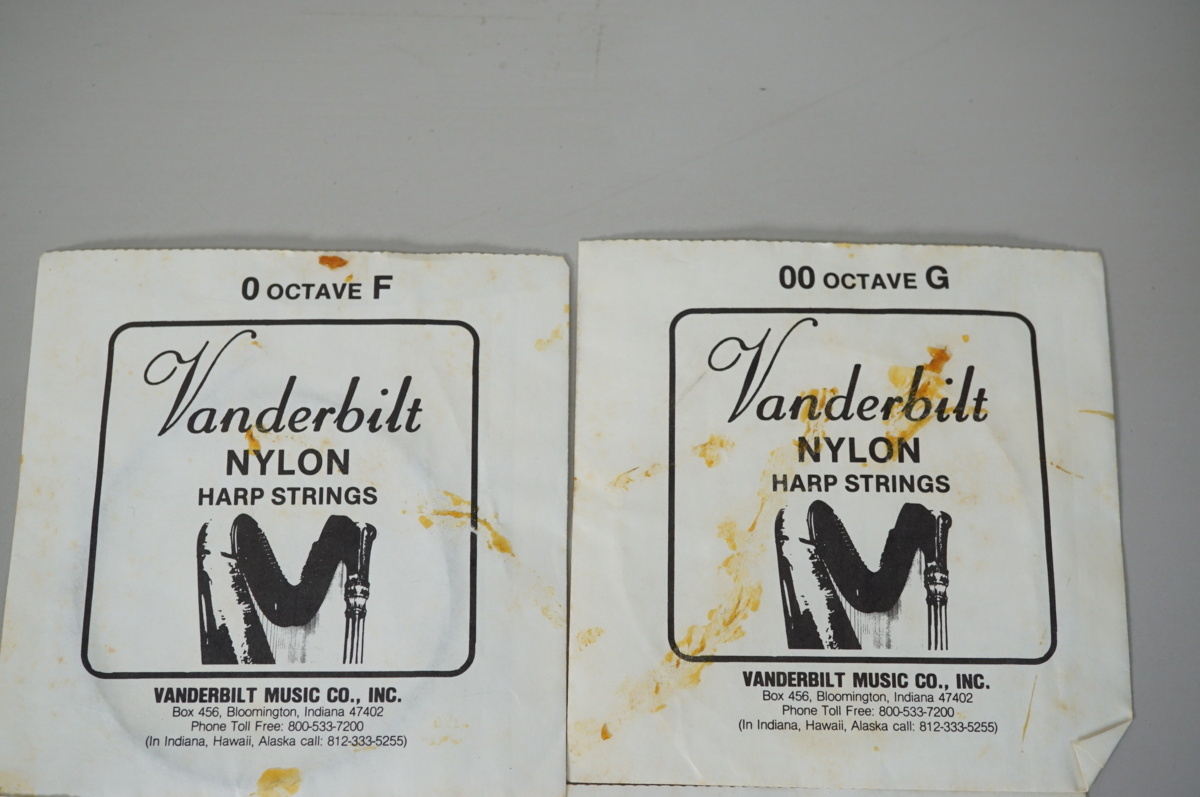 0 OCTAVE F
Vanderbilt
NYLON
HARP STRINGS
VANDERBILT MUSIC CO., INC.
Box 456, Bloomington, Indiana 47402
Phone Toll Free: 800-533-7200
(In Indiana, Hawaii, Alaska call: 812-333-5255)
00 OCTAVE G
Vanderbilt
NYLON
HARP STRINGS
VANDERBILT MUSIC CO., INC.
Box 456, Bloomington, Indiana 47402
Phone Toll Free: 800-533-7200
(In Indiana, Hawaii, Alaska call: 812-333-5255)